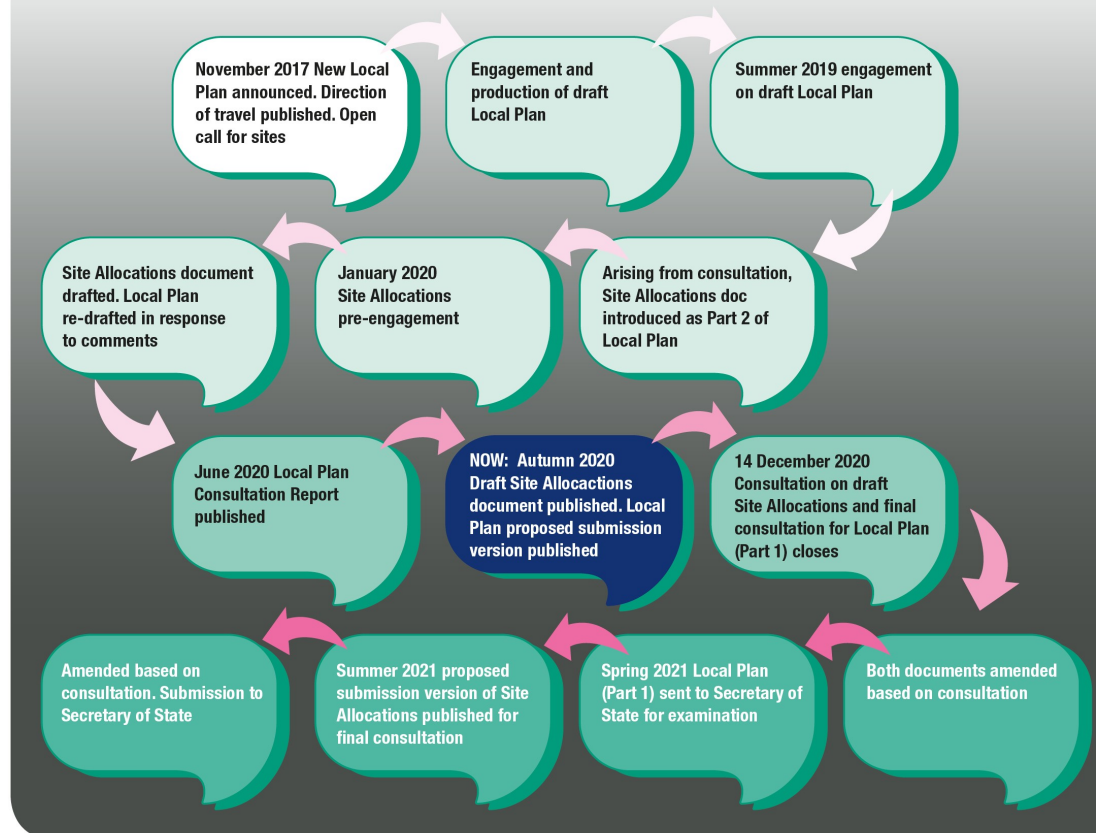 November 2017 New Local
Plan announced. Direction
of travel published. Open
call for sites
Engagement and
production of draft
Local Plan
Summer 2019 engagement
on draft Local Plan
Arising from consultation,
Site Allocations doc
introduced as Part 2 of
Local Plan
January 2020
Site Allocations
pre-engagement
Site Allocations document
drafted. Local Plan
re-drafted in response
to comments
June 2020 Local Plan
Consultation Report
published
NOW: Autumn 2020
Draft Site Allocactions
document published. Local
Plan proposed submission
version published
14 December 2020
Consultation on draft
Site Allocations and final
consultation for Local Plan
(Part 1) closes
Both documents amended
based on consultation
Spring 2021 Local Plan
(Part 1) sent to Secretary of
State for examination
Summer 2021 proposed
submission version of Site
Allocations published for
final consultation
Amended based on
consultation. Submission to
Secretary of State